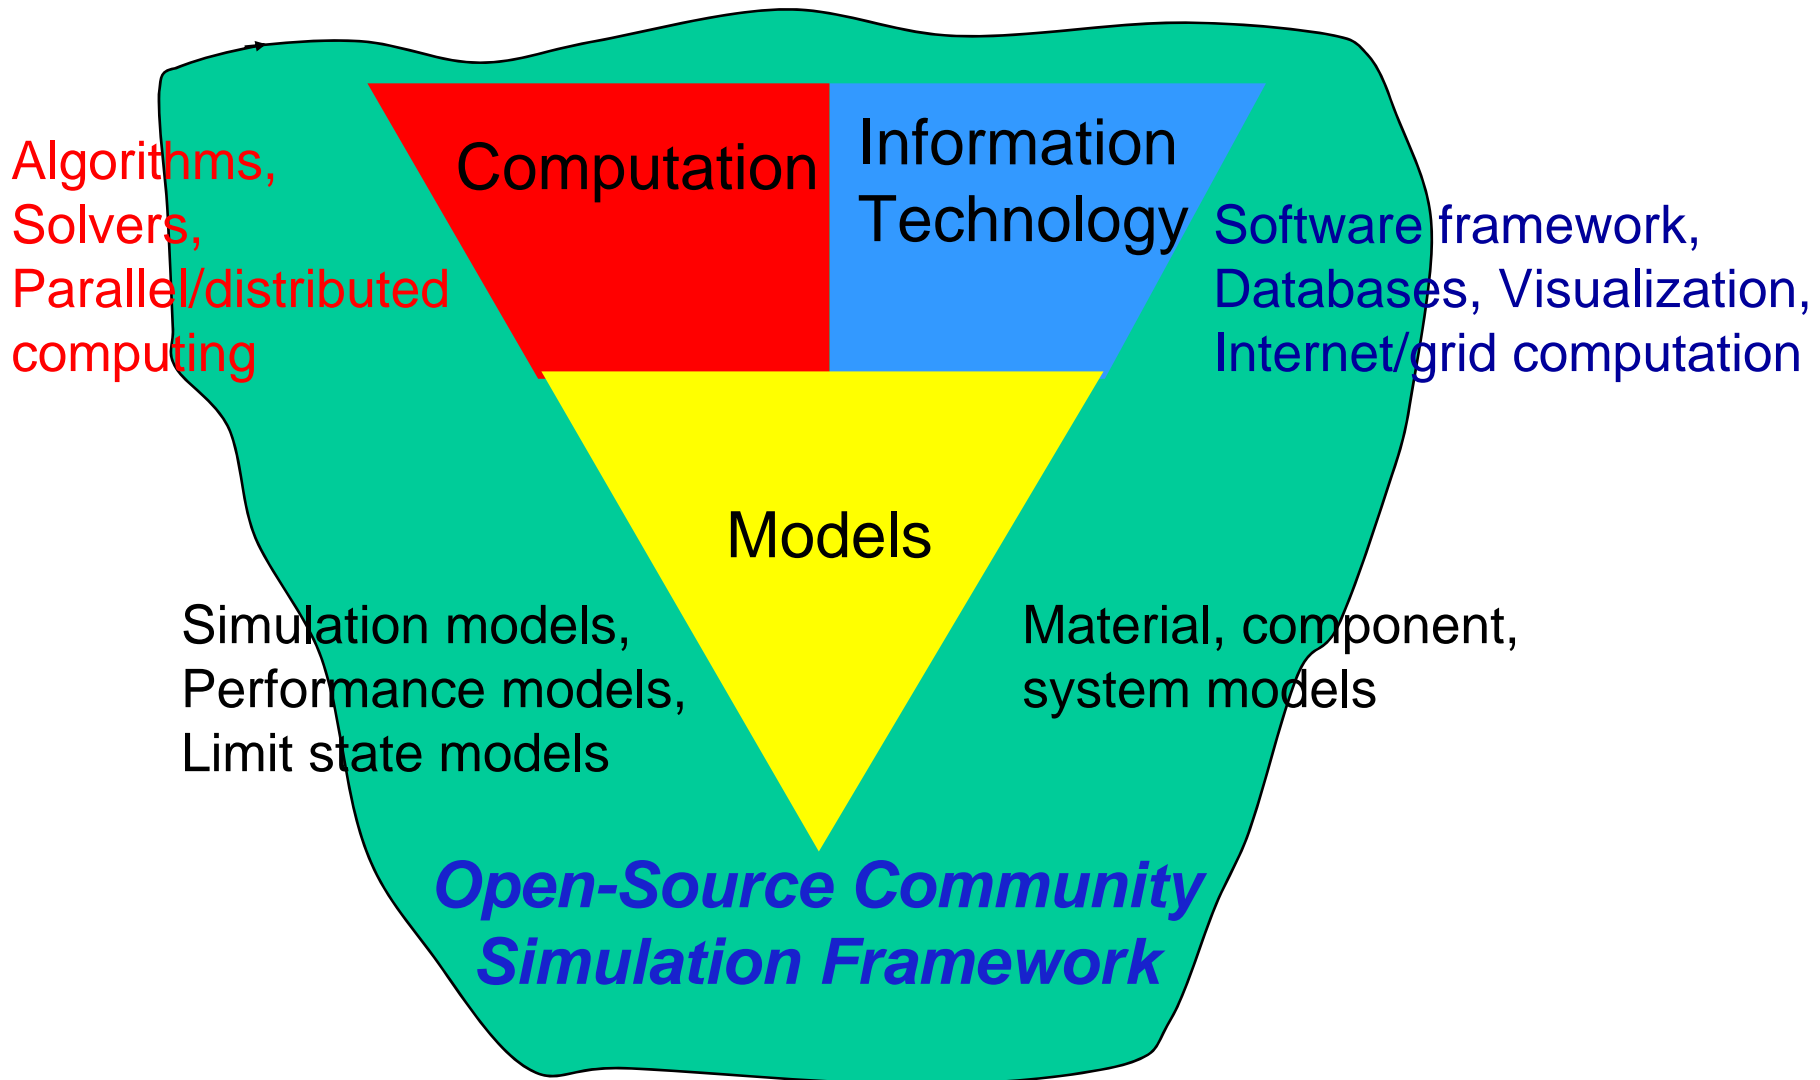 Computation
Information
Technology
Algorithms,
Solvers,
Parallel/distributed
computing
Software framework,
Databases, Visualization,
Internet/grid computation
Models
Simulation models,
Performance models,
Limit state models
Material, component,
system models
Open-Source Community
Simulation Framework